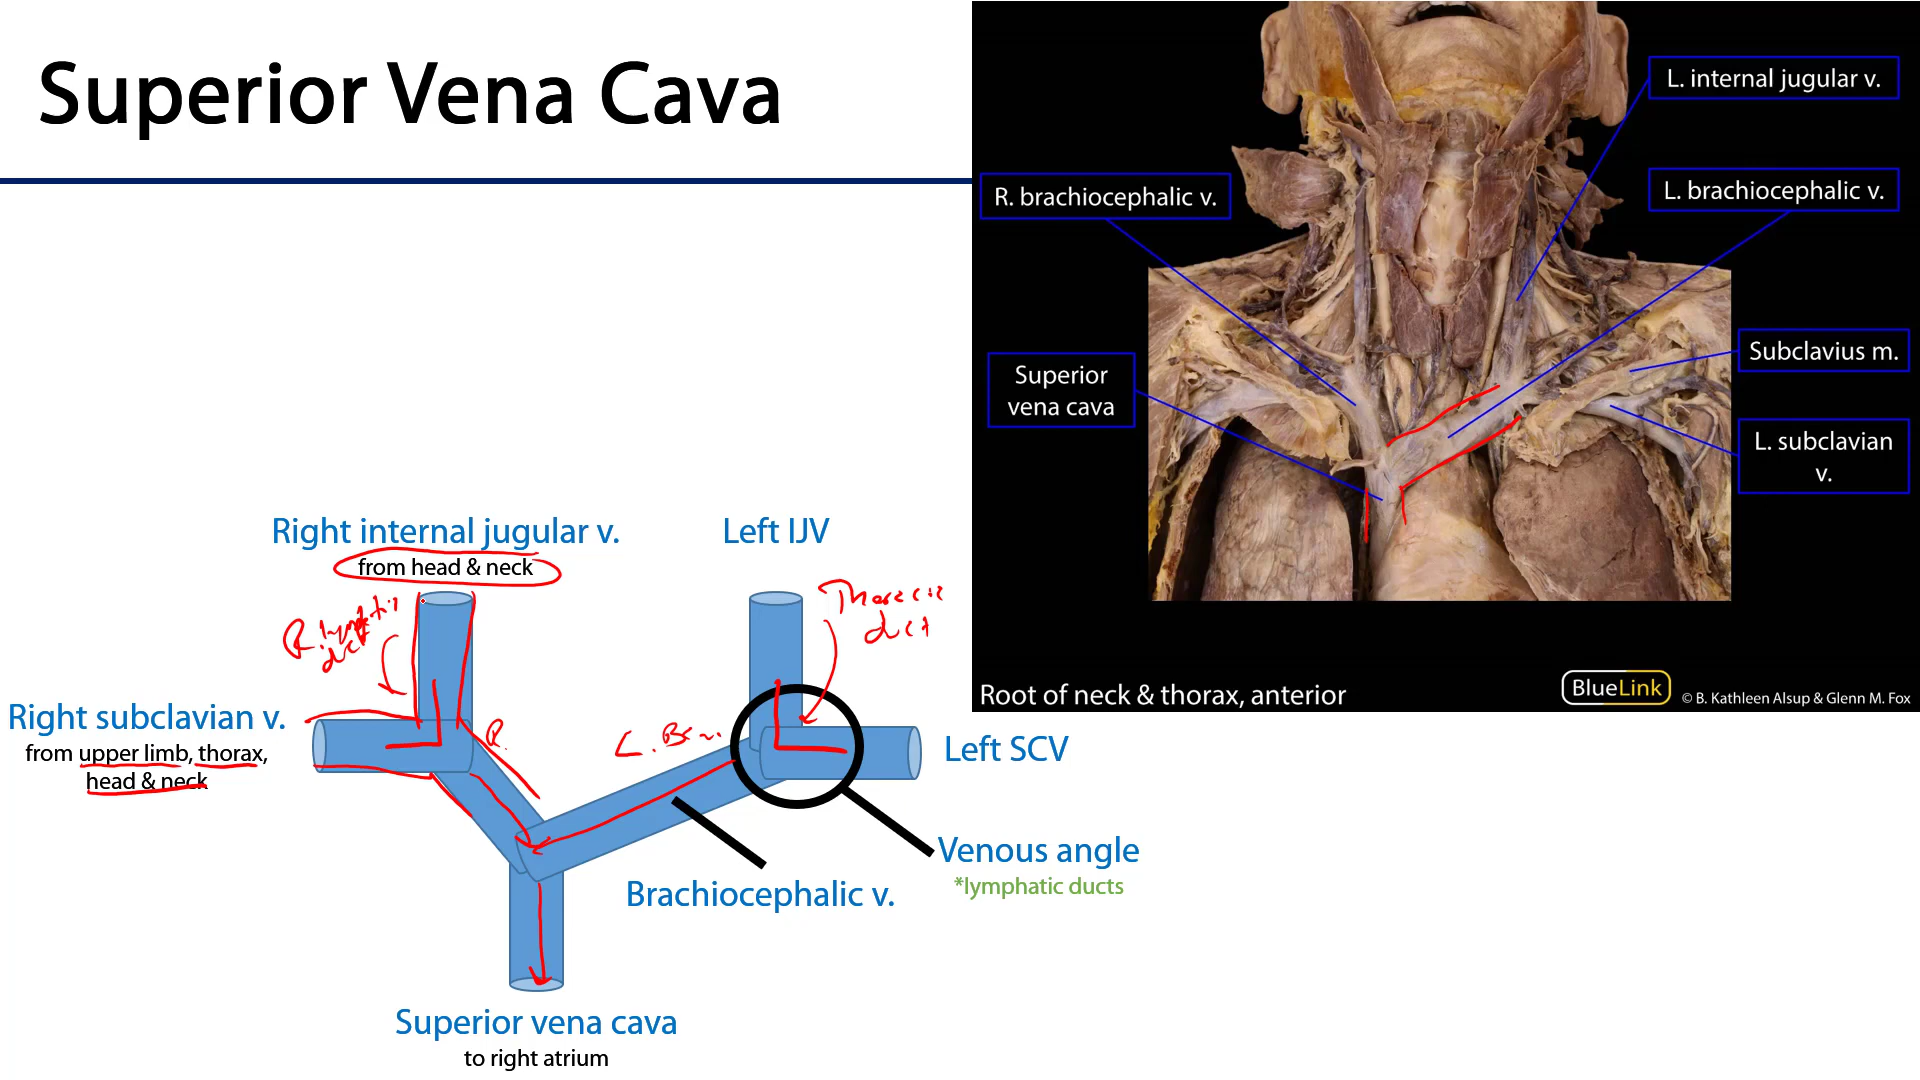 Superior Vena Cava
L. internal jugular v.
R. brachiocephalic v.
L. brachiocephalic v.
Superior
vena cava
Subclavius m.
L. subclavian
v.
Root of neck & thorax, anterior
BlueLink
© B. Kathleen Alsup & Glenn M. Fox
Right internal jugular v.
from head & neck
Left IJV
R. lymphatic
duct
Thoracic
duct
Right subclavian v.
from upper limb, thorax,
head & neck
R.
L.
Left SCV
Venous angle
*lymphatic ducts
Brachiocephalic v.
Superior vena cava
to right atrium